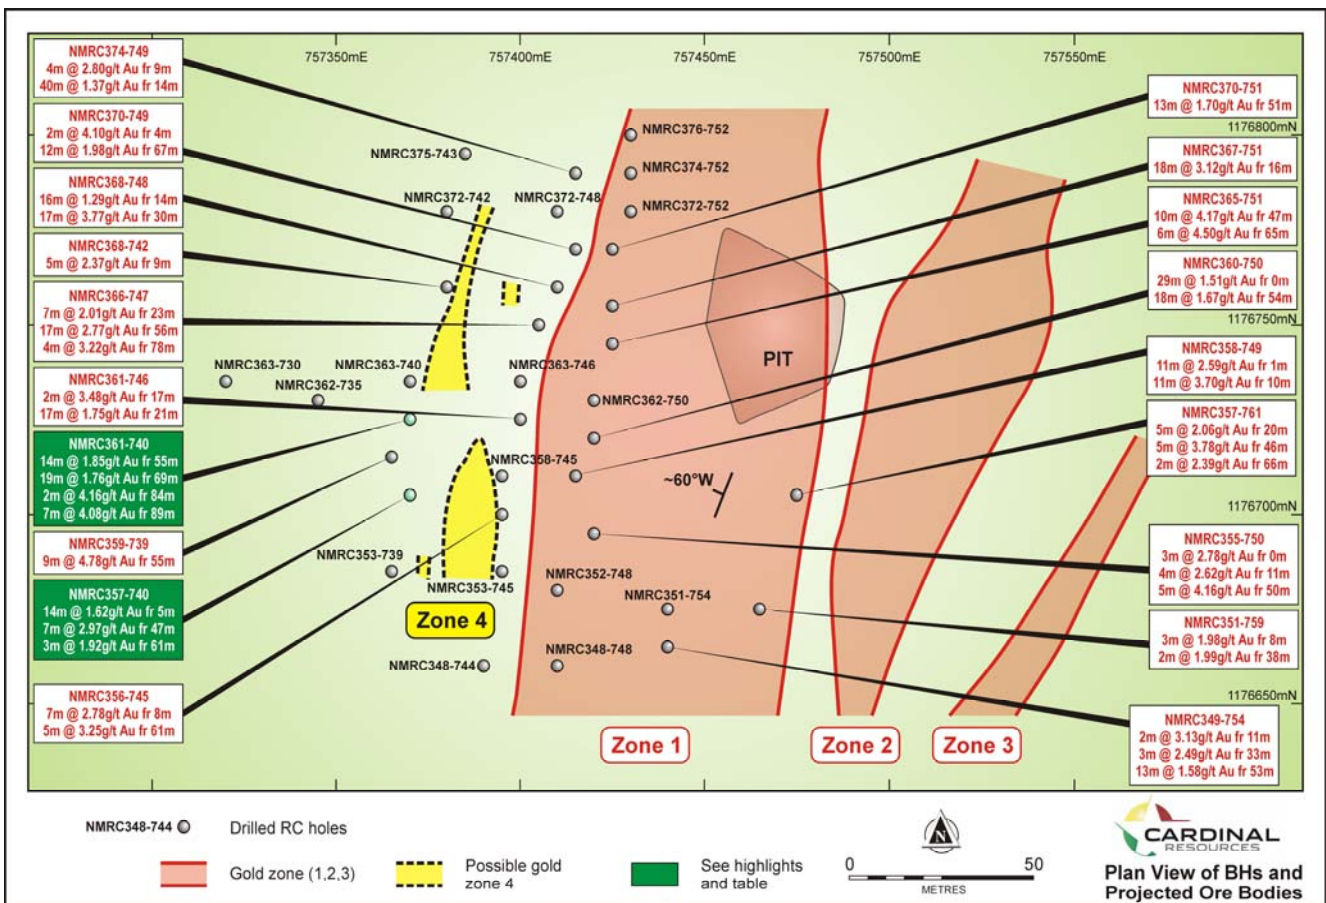 757350mE
757400mE
757450mE
757500mE
757550mE
NMRC374-749
4m @ 2.80g/t Au fr 9m
40m @ 1.37g/t Au fr 14m
NMRC370-749
2m @ 4.10g/t Au fr 4m
12m @ 1.98g/t Au fr 67m
NMRC368-748
16m @ 1.29g/t Au fr 14m
17m @ 3.77g/t Au fr 30m
NMRC368-742
5m @ 2.37g/t Au fr 9m
NMRC366-747
7m @ 2.01g/t Au fr 23m
17m @ 2.77g/t Au fr 56m
4m @ 3.22g/t Au fr 78m
NMRC361-746
2m @ 3.48g/t Au fr 17m
17m @ 1.75g/t Au fr 21m
NMRC361-740
14m @ 1.85g/t Au fr 55m
19m @ 1.76g/t Au fr 69m
2m @ 4.16g/t Au fr 84m
7m @ 4.08g/t Au fr 89m
NMRC359-739
9m @ 4.78g/t Au fr 55m
NMRC357-740
14m @ 1.62g/t Au fr 5m
7m @ 2.97g/t Au fr 47m
3m @ 1.92g/t Au fr 61m
NMRC356-745
7m @ 2.78g/t Au fr 8m
5m @ 3.25g/t Au fr 61m
NMRC375-743
NMRC372-742
NMRC372-748
NMRC376-752
NMRC374-752
NMRC372-752
NMRC363-730
NMRC363-740
NMRC363-746
NMRC362-735
NMRC362-750
PIT
NMRC358-745
~60°W
NMRC353-739
NMRC353-745
NMRC352-748
NMRC351-754
NMRC348-744
NMRC348-748
Zone 4
Zone 1
Zone 2
Zone 3
NMRC370-751
13m @ 1.70g/t Au fr 51m
1176800mN
NMRC367-751
18m @ 3.12g/t Au fr 16m
NMRC365-751
10m @ 4.17g/t Au fr 47m
6m @ 4.50g/t Au fr 65m
NMRC360-750
29m @ 1.51g/t Au fr 0m
18m @ 1.67g/t Au fr 54m
1176750mN
NMRC358-749
11m @ 2.59g/t Au fr 1m
11m @ 3.70g/t Au fr 10m
NMRC357-761
5m @ 2.06g/t Au fr 20m
5m @ 3.78g/t Au fr 46m
2m @ 2.39g/t Au fr 66m
1176700mN
NMRC355-750
3m @ 2.78g/t Au fr 0m
4m @ 2.62g/t Au fr 11m
5m @ 4.16g/t Au fr 50m
NMRC351-759
3m @ 1.98g/t Au fr 8m
2m @ 1.99g/t Au fr 38m
1176650mN
NMRC349-754
2m @ 3.13g/t Au fr 11m
3m @ 2.49g/t Au fr 33m
13m @ 1.58g/t Au fr 53m
NMRC348-744
Drilled RC holes
Gold zone (1,2,3)
Possible gold
zone 4
See highlights
and table
N
0
50
METRES
CARDINAL
RESOURCES
Plan View of BHs and
Projected Ore Bodies